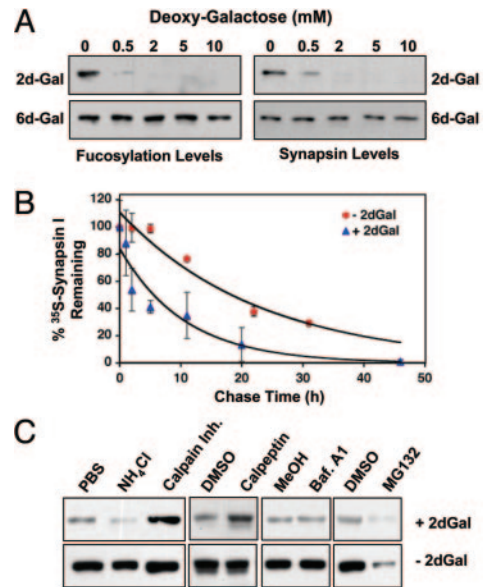 A
Deoxy-Galactose (mM)
0 0.5 2 5 10 0 0.5 2 5 10
2d-Gal 2d-Gal
6d-Gal 6d-Gal
Fucosylation Levels Synapsin Levels
B
% ³⁵S-Synapsin I
Remaining
120
100
80
60
40
20
0
- 2dGal
+ 2dGal
0 10 20 30 40 50
Chase Time (h)
C
PBS NH₄Cl Calpain Inh. DMSO Calpeptin MeOH Baf. A1 DMSO MG132
+ 2dGal
- 2dGal